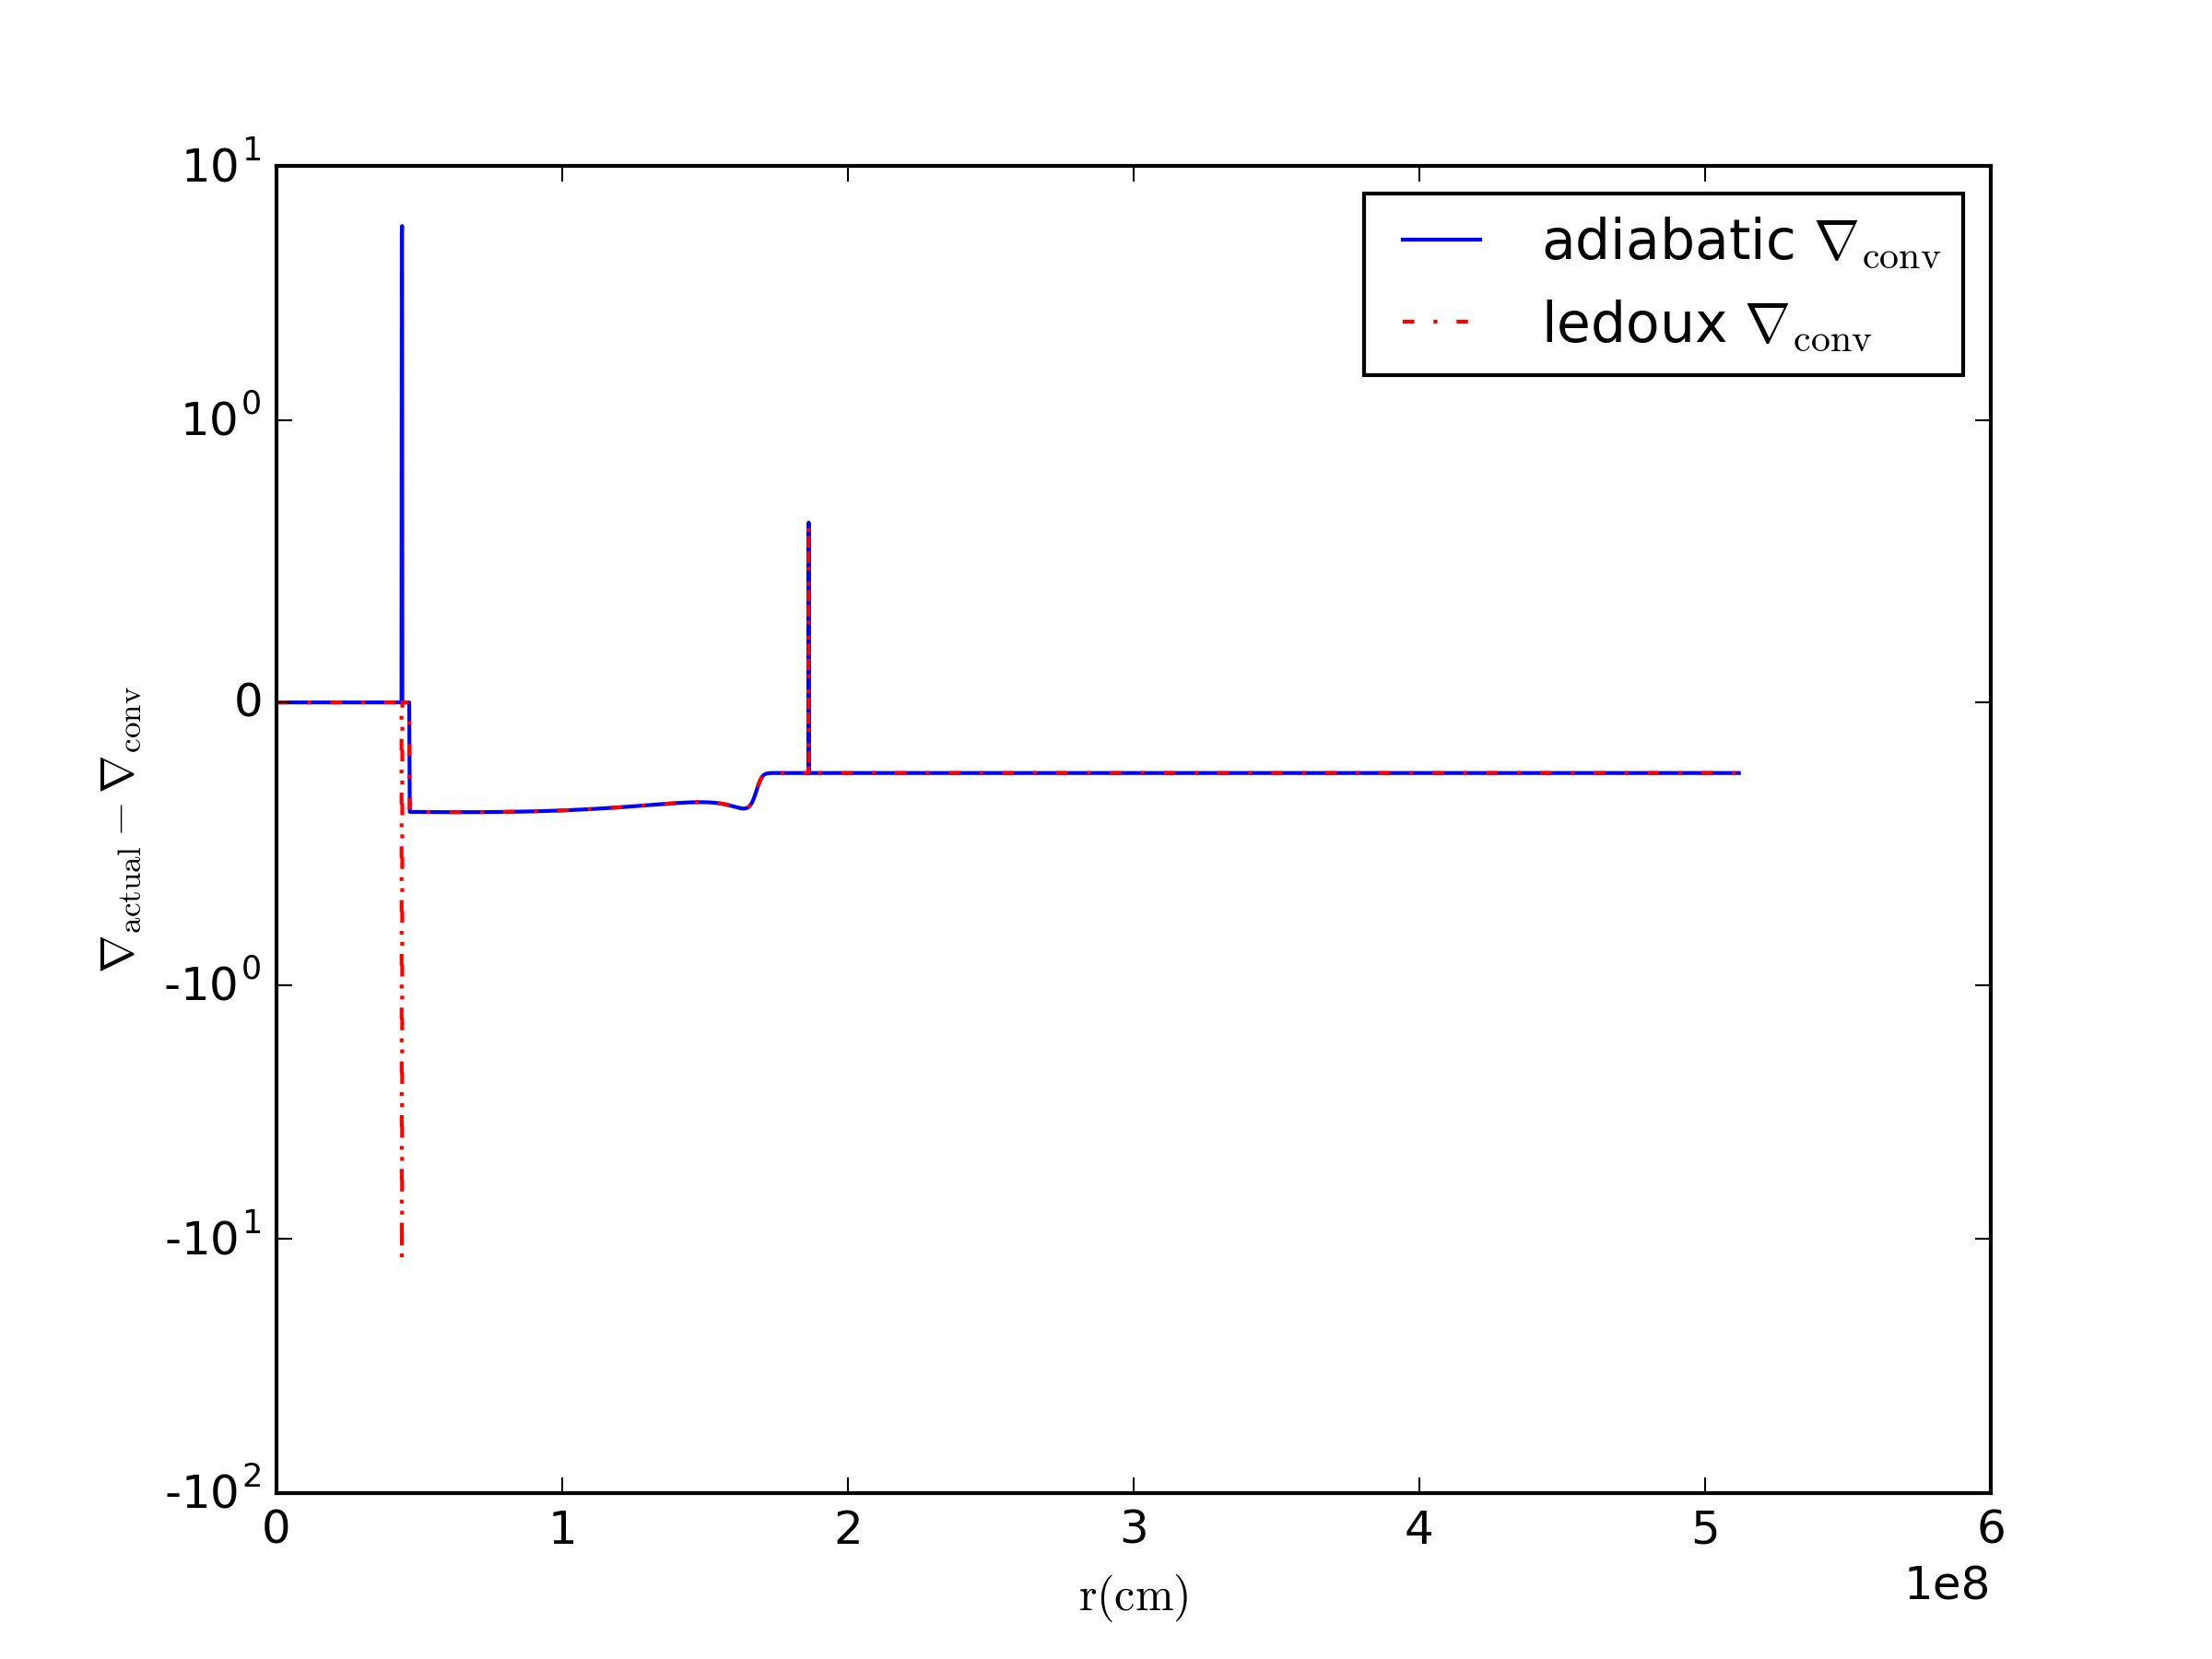 10¹
10⁰
0
-10⁰
-10¹
-10²
∇actual − ∇conv
adiabatic ∇conv
ledoux ∇conv
0 1 2 3 4 5 6
1e8
r(cm)